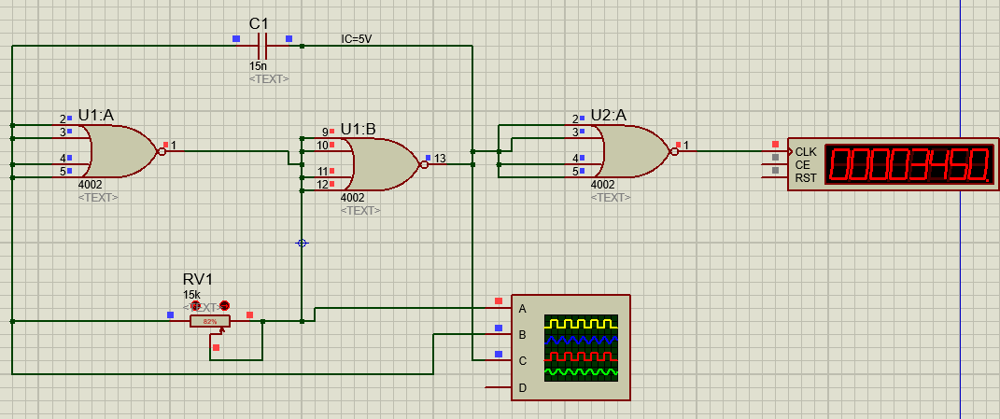 C1
IC=5V
15n
<TEXT>
U1:A
2
3
4
5
1
4002
<TEXT>
U1:B
9
10
11
12
13
4002
<TEXT>
U2:A
2
3
4
5
1
4002
<TEXT>
CLK
CE
RST
00003450.
RV1
15k
<TEXT>
82%
A
B
C
D